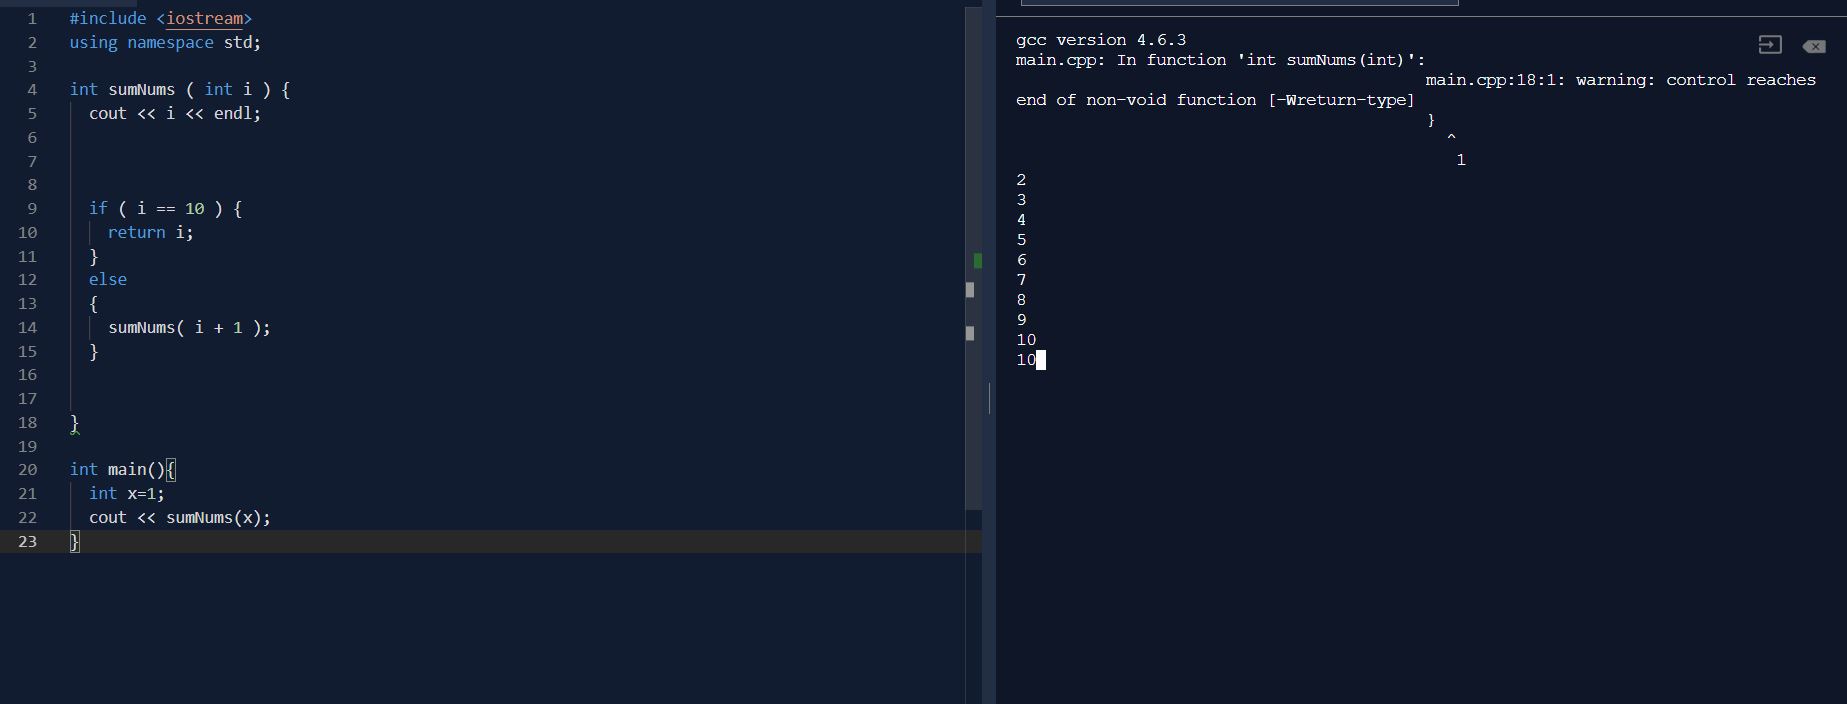 1 #include <iostream>
2 using namespace std;
3
4 int sumNums ( int i ) {
5 cout << i << endl;
6
7
8
9 if ( i == 10 ) {
10 return i;
11 }
12 else
13 {
14 sumNums( i + 1 );
15 }
16
17
18 }
19
20 int main(){
21 int x=1;
22 cout << sumNums(x);
23 }
gcc version 4.6.3
main.cpp: In function 'int sumNums(int)':
main.cpp:18:1: warning: control reaches
end of non-void function [-Wreturn-type]
}
^
1
2
3
4
5
6
7
8
9
10
10